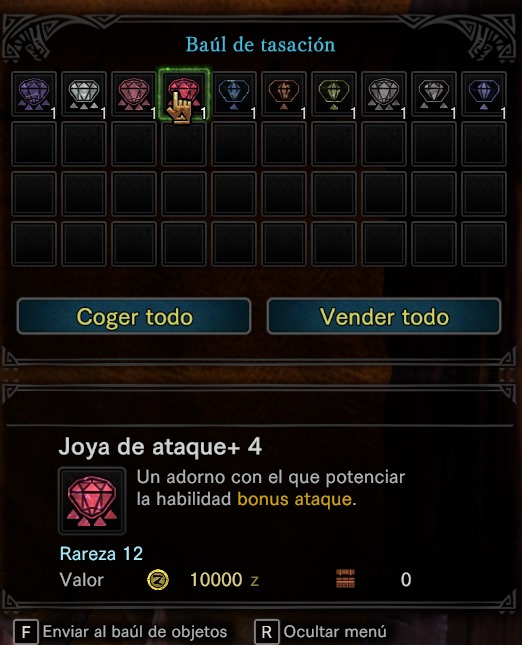 Baúl de tasación
1 1 1 1 1 1 1 1 1 1
Coger todo
Vender todo
Joya de ataque+ 4
Un adorno con el que potenciar
la habilidad bonus ataque.
Rareza 12
Valor 10000 z 0
F Enviar al baúl de objetos R Ocultar menú